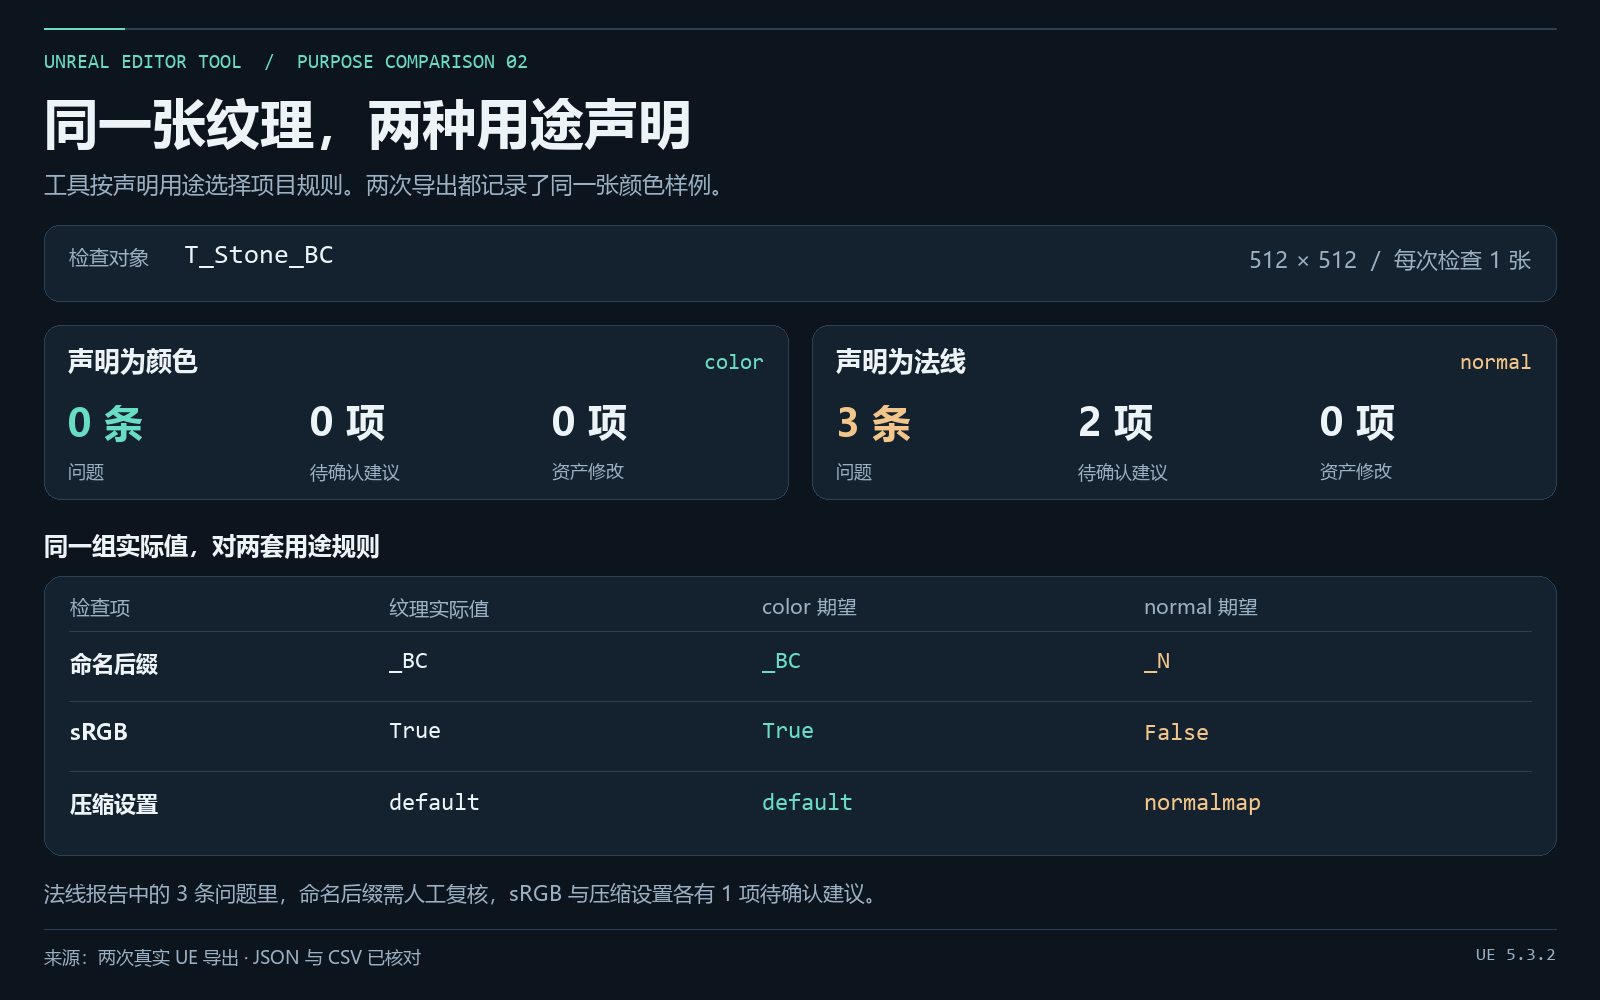 UNREAL EDITOR TOOL / PURPOSE COMPARISON 02
同一张纹理，两种用途声明
工具按声明用途选择项目规则。两次导出都记录了同一张颜色样例。
检查对象 T_Stone_BC 512 × 512 / 每次检查 1 张
声明为颜色 color
0 条 0 项 0 项
问题 待确认建议 资产修改
声明为法线 normal
3 条 2 项 0 项
问题 待确认建议 资产修改
同一组实际值，对两套用途规则
检查项 纹理实际值 color 期望 normal 期望
命名后缀 _BC _BC _N
sRGB True True False
压缩设置 default default normalmap
法线报告中的 3 条问题里，命名后缀需人工复核，sRGB 与压缩设置各有 1 项待确认建议。
来源：两次真实 UE 导出 · JSON 与 CSV 已核对 UE 5.3.2